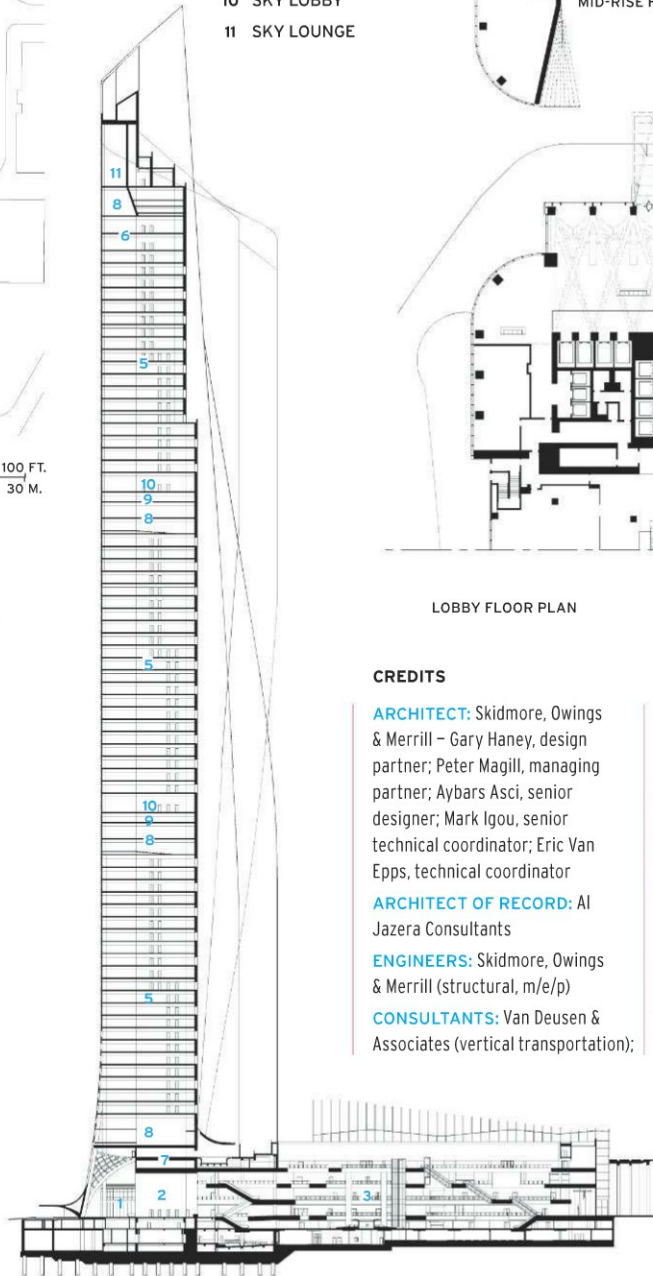 10 SKY LOBBY
11 SKY LOUNGE
11
8
6
5
10
9
8
5
10
9
8
5
8
7
1
2
3
100 FT.
30 M.
LOBBY FLOOR PLAN
CREDITS
ARCHITECT: Skidmore, Owings
& Merrill – Gary Haney, design
partner; Peter Magill, managing
partner; Aybars Asci, senior
designer; Mark Igou, senior
technical coordinator; Eric Van
Epps, technical coordinator
ARCHITECT OF RECORD: Al
Jazera Consultants
ENGINEERS: Skidmore, Owings
& Merrill (structural, m/e/p)
CONSULTANTS: Van Deusen &
Associates (vertical transportation);